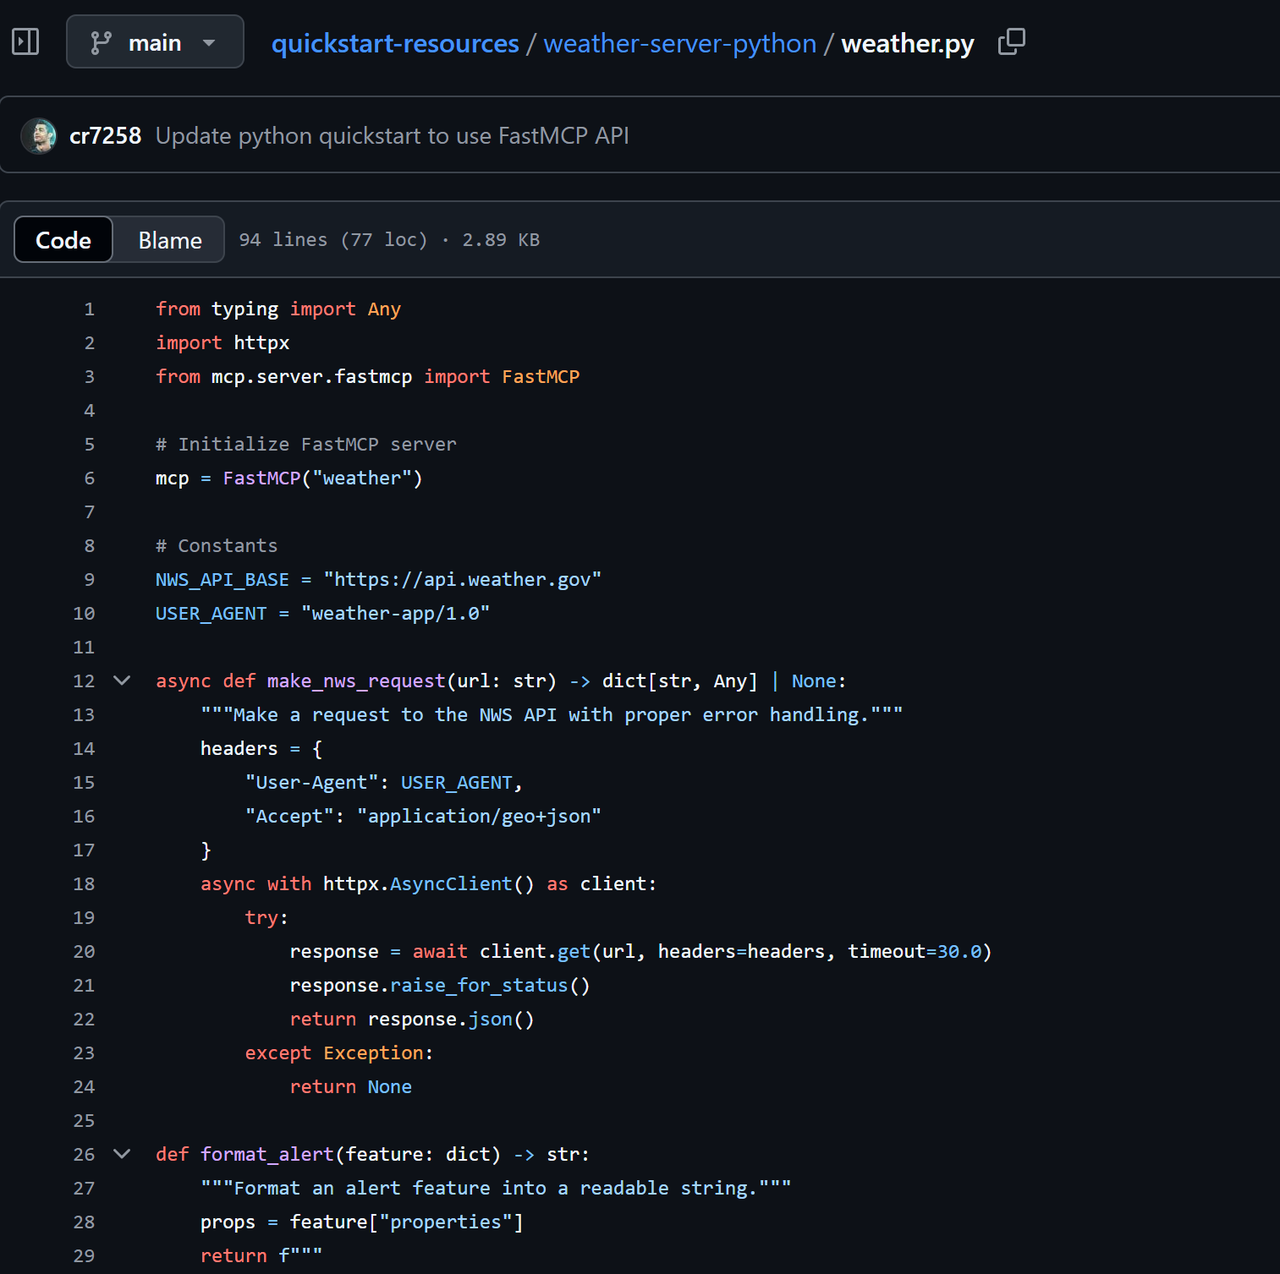 main
quickstart-resources / weather-server-python / weather.py
cr7258 Update python quickstart to use FastMCP API
Code Blame 94 lines (77 loc) · 2.89 KB
1 from typing import Any
2 import httpx
3 from mcp.server.fastmcp import FastMCP
4
5 # Initialize FastMCP server
6 mcp = FastMCP("weather")
7
8 # Constants
9 NWS_API_BASE = "https://api.weather.gov"
10 USER_AGENT = "weather-app/1.0"
11
12 async def make_nws_request(url: str) -> dict[str, Any] | None:
13     """Make a request to the NWS API with proper error handling."""
14     headers = {
15         "User-Agent": USER_AGENT,
16         "Accept": "application/geo+json"
17     }
18     async with httpx.AsyncClient() as client:
19         try:
20             response = await client.get(url, headers=headers, timeout=30.0)
21             response.raise_for_status()
22             return response.json()
23         except Exception:
24             return None
25
26 def format_alert(feature: dict) -> str:
27     """Format an alert feature into a readable string."""
28     props = feature["properties"]
29     return f"""